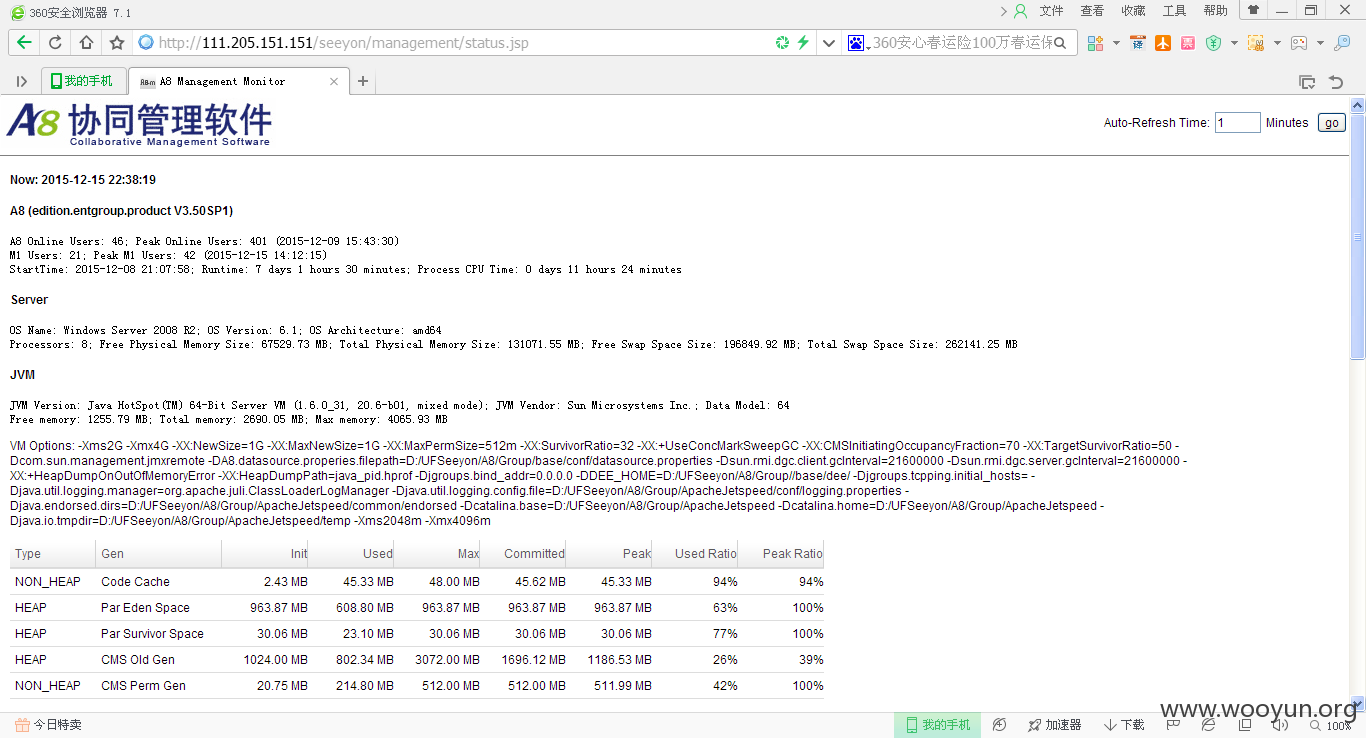 360安全浏览器 7.1
文件 查看 收藏 工具 帮助
http://111.205.151.151/seeyon/management/status.jsp
360安心春运险100万春运保
译
票
我的手机
A8 Management Monitor
A8 协同管理软件
Collaborative Management Software
Auto-Refresh Time: 1 Minutes go
Now: 2015-12-15 22:38:19
A8 (edition.entgroup.product V3.50SP1)
A8 Online Users: 46; Peak Online Users: 401 (2015-12-09 15:43:30)
M1 Users: 21; Peak M1 Users: 42 (2015-12-15 14:12:15)
StartTime: 2015-12-08 21:07:58; Runtime: 7 days 1 hours 30 minutes; Process CPU Time: 0 days 11 hours 24 minutes
Server
OS Name: Windows Server 2008 R2; OS Version: 6.1; OS Architecture: amd64
Processors: 8; Free Physical Memory Size: 67529.73 MB; Total Physical Memory Size: 131071.55 MB; Free Swap Space Size: 196849.92 MB; Total Swap Space Size: 262141.25 MB
JVM
JVM Version: Java HotSpot(TM) 64-Bit Server VM (1.6.0_31, 20.6-b01, mixed mode); JVM Vendor: Sun Microsystems Inc.; Data Model: 64
Free memory: 1255.79 MB; Total memory: 2690.05 MB; Max memory: 4065.93 MB
VM Options: -Xms2G -Xmx4G -XX:NewSize=1G -XX:MaxNewSize=1G -XX:MaxPermSize=512m -XX:SurvivorRatio=32 -XX:+UseConcMarkSweepGC -XX:CMSInitiatingOccupancyFraction=70 -XX:TargetSurvivorRatio=50 -
Dcom.sun.management.jmxremote -DA8.datasource.properies.filepath=D:/UFSeeyon/A8/Group/base/conf/datasource.properties -Dsun.rmi.dgc.client.gcInterval=21600000 -Dsun.rmi.dgc.server.gcInterval=21600000 -
XX:+HeapDumpOnOutOfMemoryError -XX:HeapDumpPath=java_pid.hprof -Djgroups.bind_addr=0.0.0.0 -DDEE_HOME=D:/UFSeeyon/A8/Group//base/dee/ -Djgroups.tcpping.initial_hosts= -
Djava.util.logging.manager=org.apache.juli.ClassLoaderLogManager -Djava.util.logging.config.file=D:/UFSeeyon/A8/Group/ApacheJetspeed/conf/logging.properties -
Djava.endorsed.dirs=D:/UFSeeyon/A8/Group/ApacheJetspeed/common/endorsed -Dcatalina.base=D:/UFSeeyon/A8/Group/ApacheJetspeed -Dcatalina.home=D:/UFSeeyon/A8/Group/ApacheJetspeed -
Djava.io.tmpdir=D:/UFSeeyon/A8/Group/ApacheJetspeed/temp -Xms2048m -Xmx4096m
Type Gen Init Used Max Committed Peak Used Ratio Peak Ratio
NON_HEAP Code Cache 2.43 MB 45.33 MB 48.00 MB 45.62 MB 45.33 MB 94% 94%
HEAP Par Eden Space 963.87 MB 608.80 MB 963.87 MB 963.87 MB 963.87 MB 63% 100%
HEAP Par Survivor Space 30.06 MB 23.10 MB 30.06 MB 30.06 MB 30.06 MB 77% 100%
HEAP CMS Old Gen 1024.00 MB 802.34 MB 3072.00 MB 1696.12 MB 1186.53 MB 26% 39%
NON_HEAP CMS Perm Gen 20.75 MB 214.80 MB 512.00 MB 512.00 MB 511.99 MB 42% 100%
www.wooyun.org
今日特卖 我的手机 加速器 下载 100%